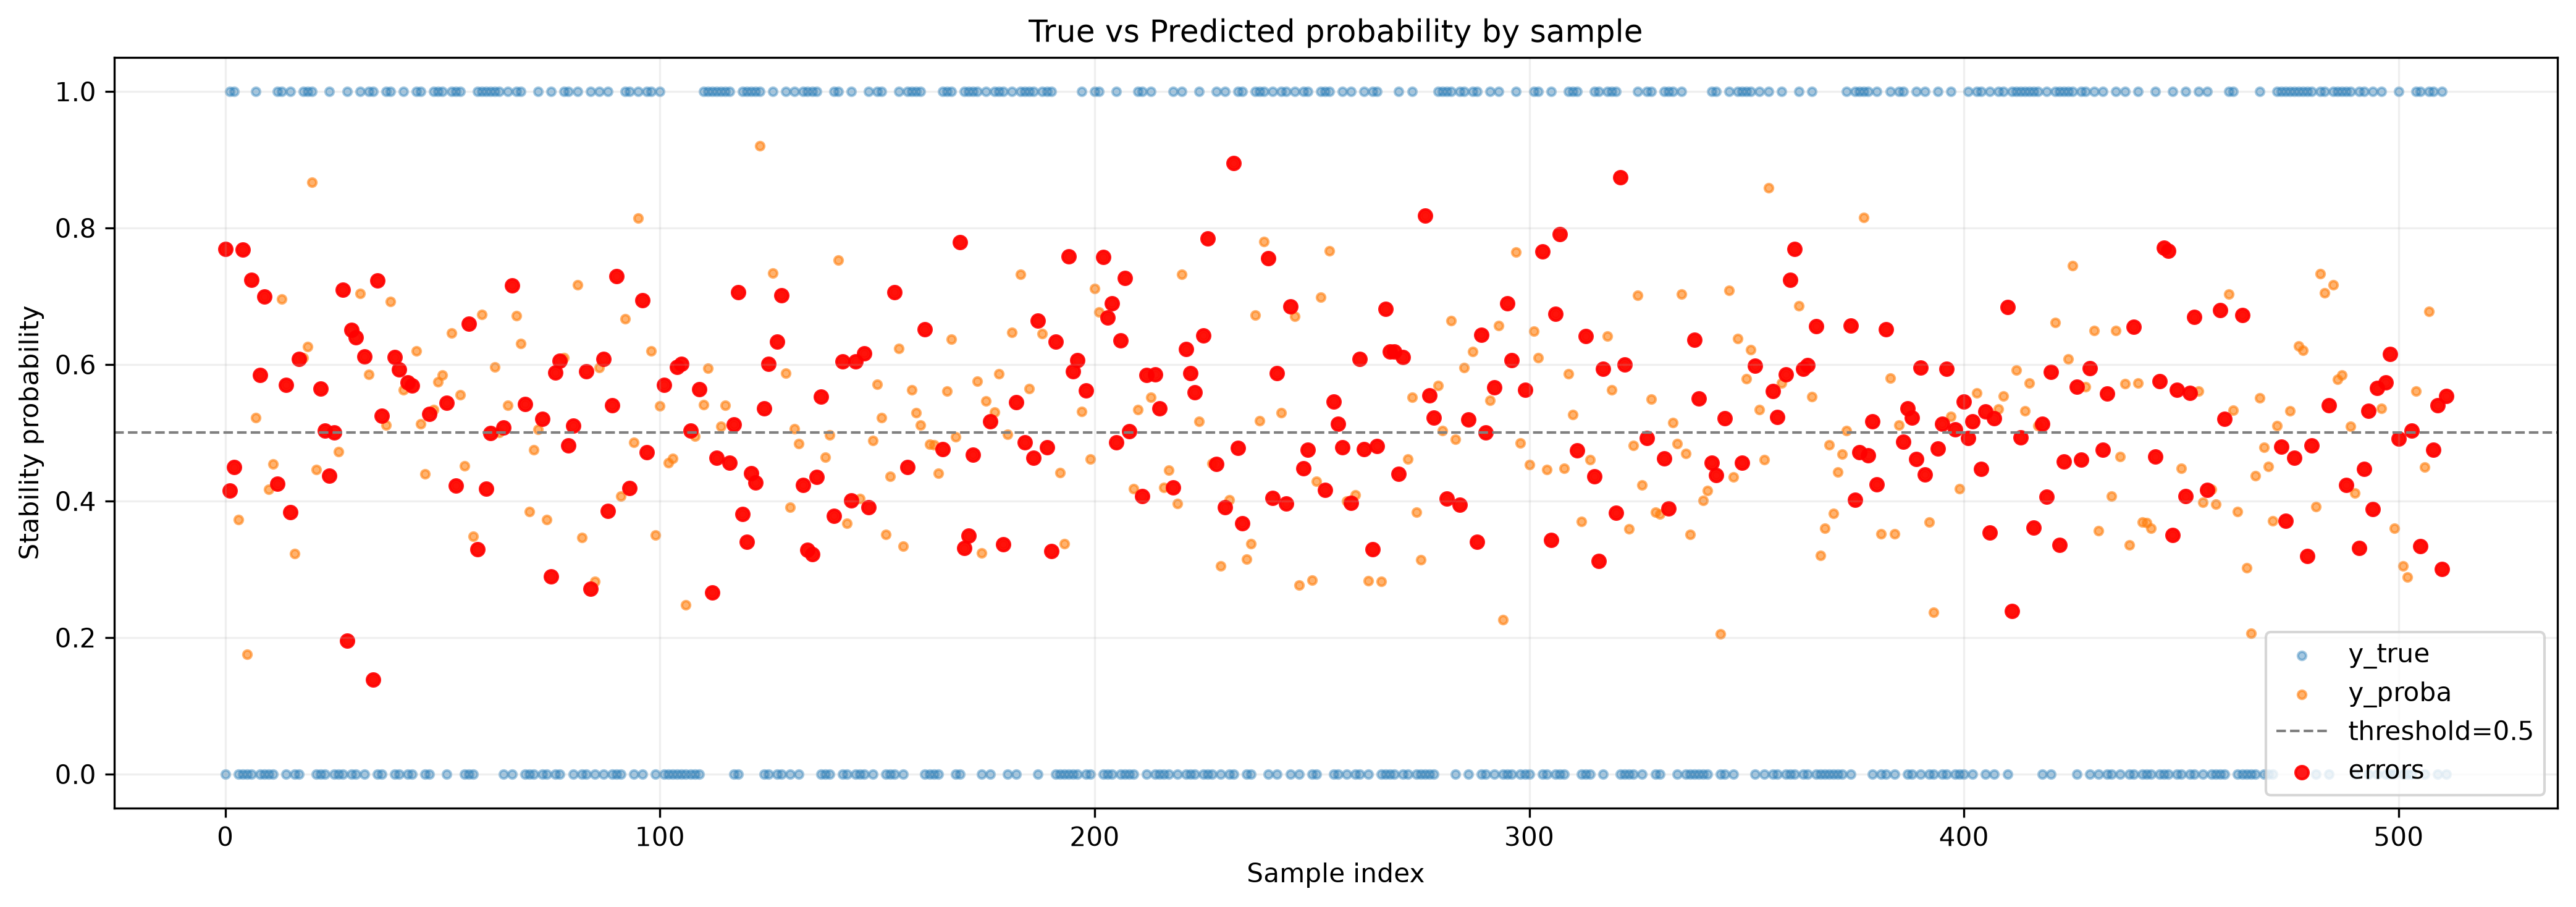 True vs Predicted probability by sample
Stability probability
1.0
0.8
0.6
0.4
0.2
0.0
0
100
200
300
400
500
Sample index
y_true
y_proba
threshold=0.5
errors